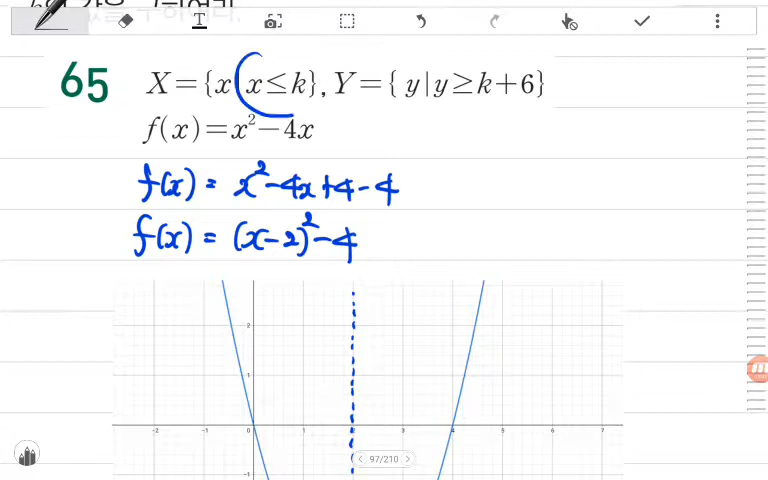 65 X={x|x≤k}, Y={ y|y≥k+6}
f(x)=x²-4x
f(x) = x²-4x+4-4
f(x) = (x-2)²-4
2
1
-2 -1 0 1 2 3 4 5 6 7
-1
97/210